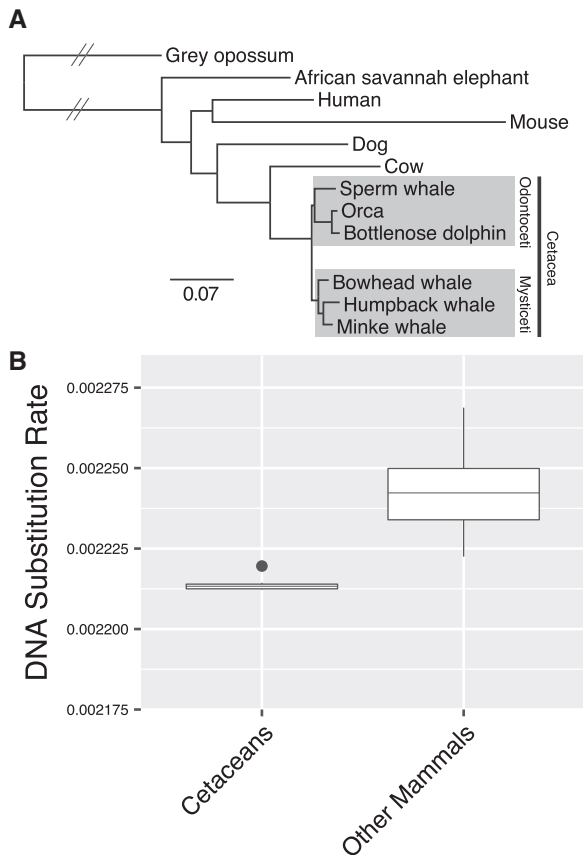 A
Grey opossum
African savannah elephant
Human
Mouse
Dog
Cow
Sperm whale
Orca
Bottlenose dolphin
Odontoceti
Cetacea
0.07
Bowhead whale
Humpback whale
Minke whale
Mysticeti
B
DNA Substitution Rate
0.002275
0.002250
0.002225
0.002200
0.002175
Cetaceans
Other Mammals